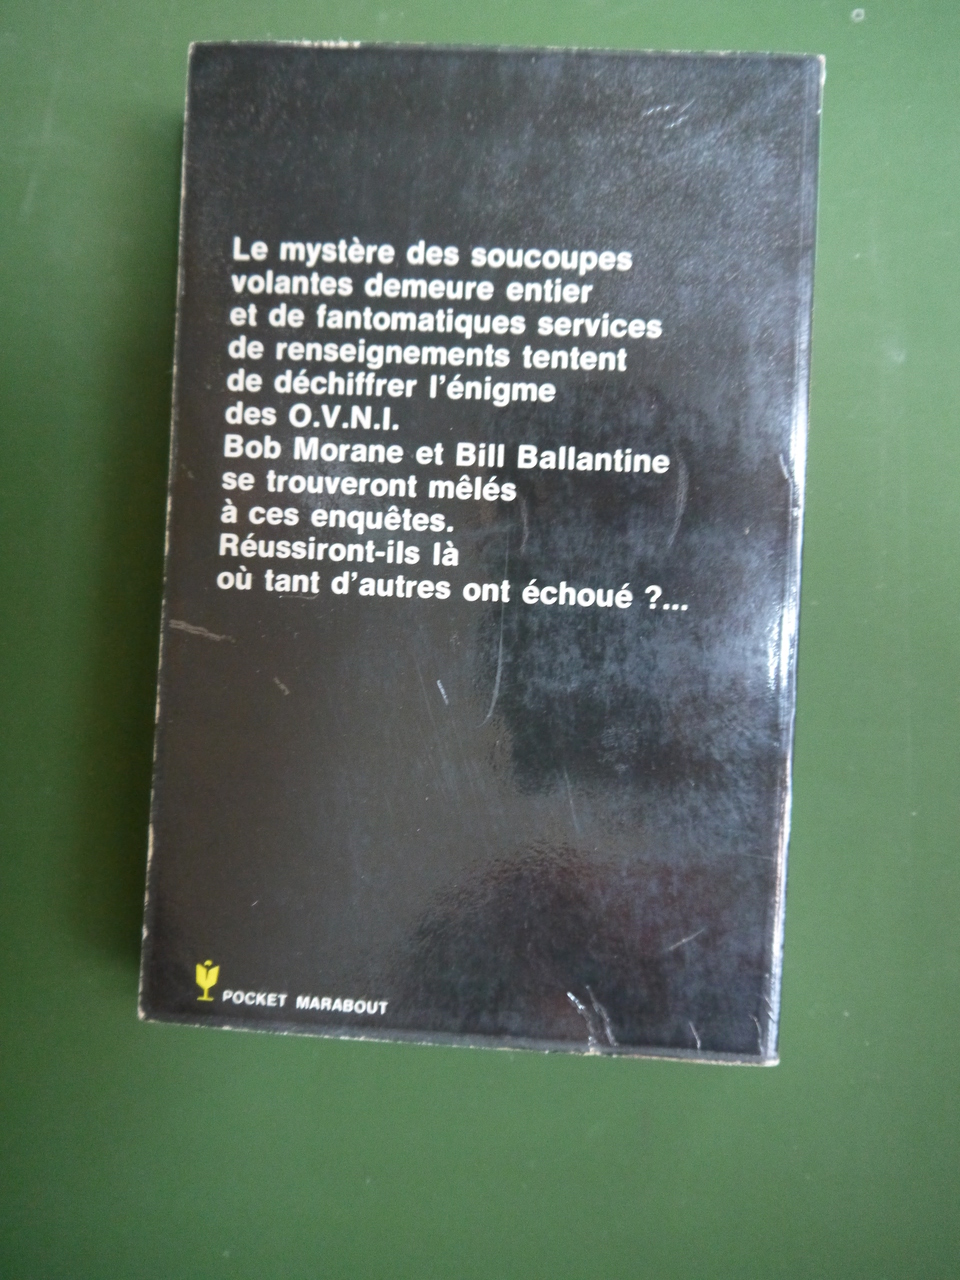 Le mystère des soucoupes
volantes demeure entier
et de fantomatiques services
de renseignements tentent
de déchiffrer l'énigme
des O.V.N.I.
Bob Morane et Bill Ballantine
se trouveront mêlés
à ces enquêtes.
Réussiront-ils là
où tant d'autres ont échoué ?...
POCKET MARABOUT